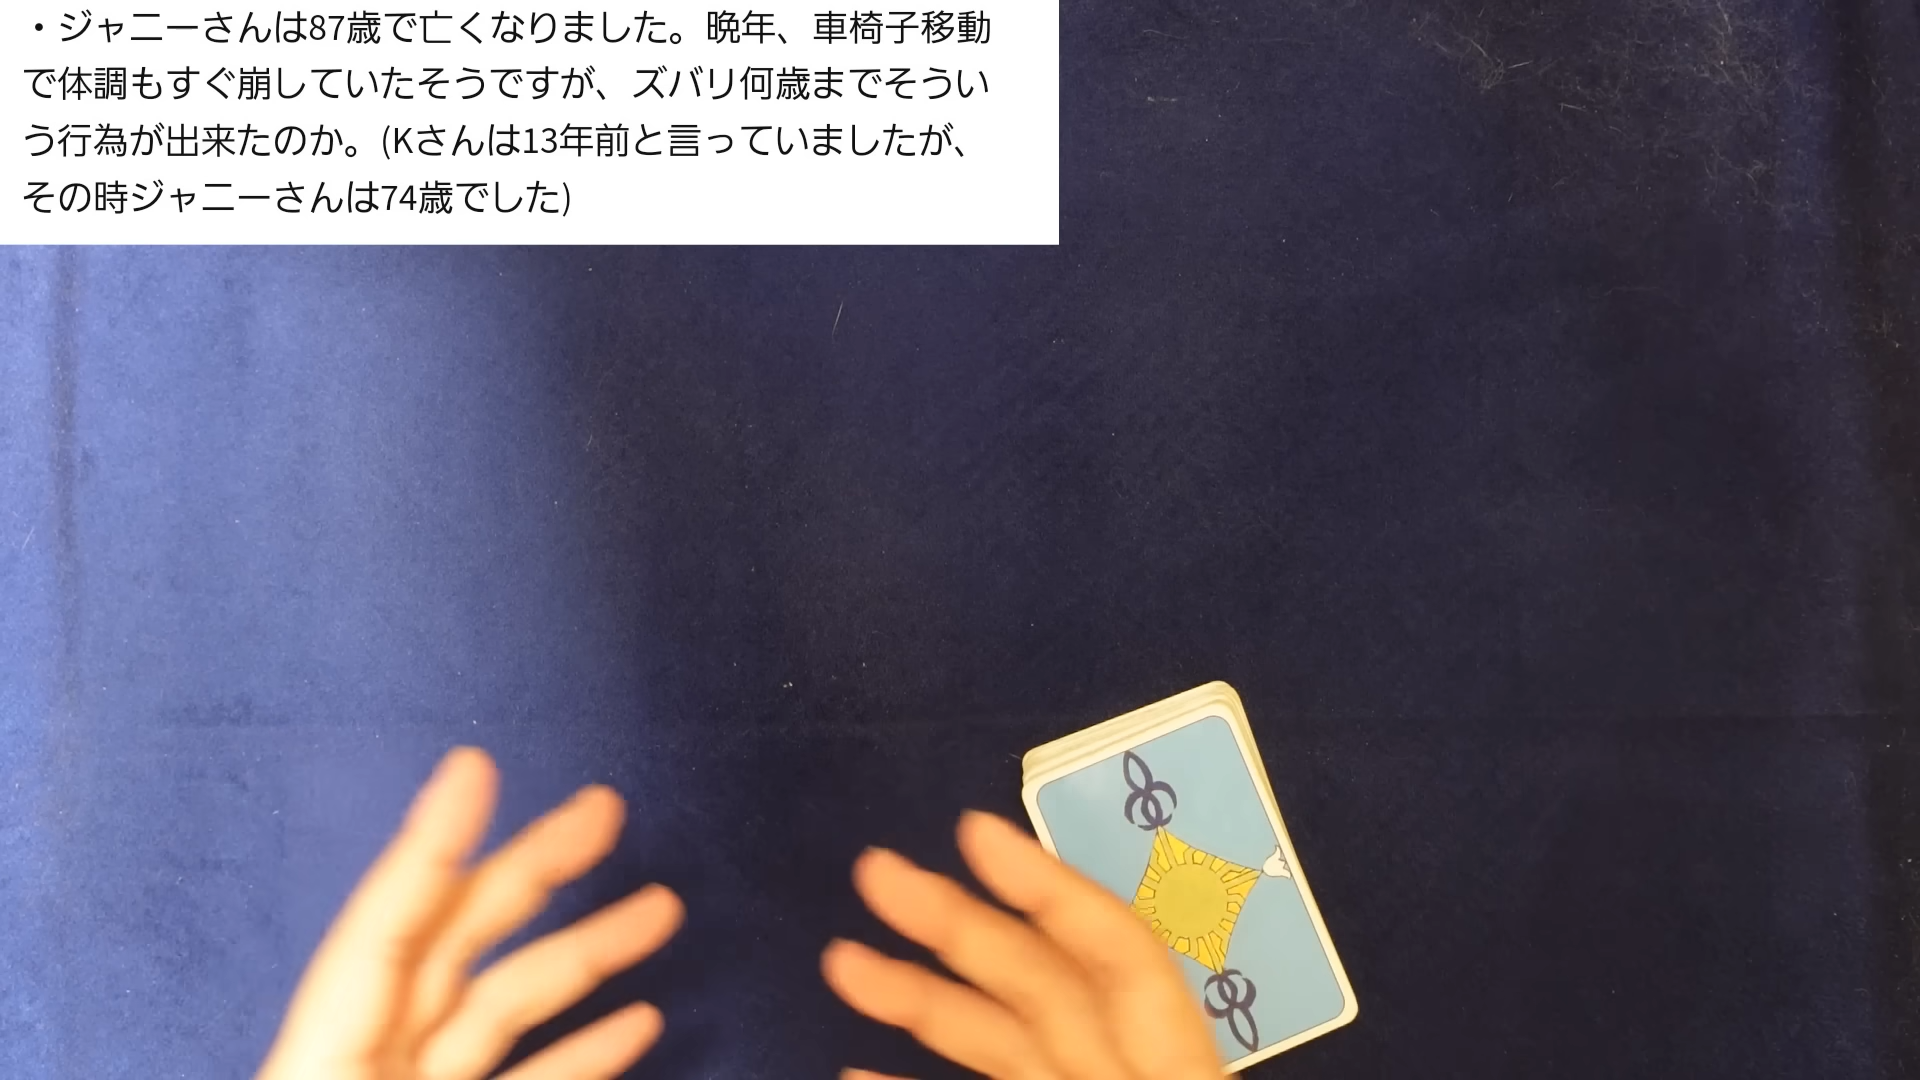 ・ジャニーさんは87歳で亡くなりました。晩年、車椅子移動
で体調もすぐ崩していたそうですが、ズバリ何歳までそうい
う行為が出来たのか。(Kさんは13年前と言っていましたが、
その時ジャニーさんは74歳でした)